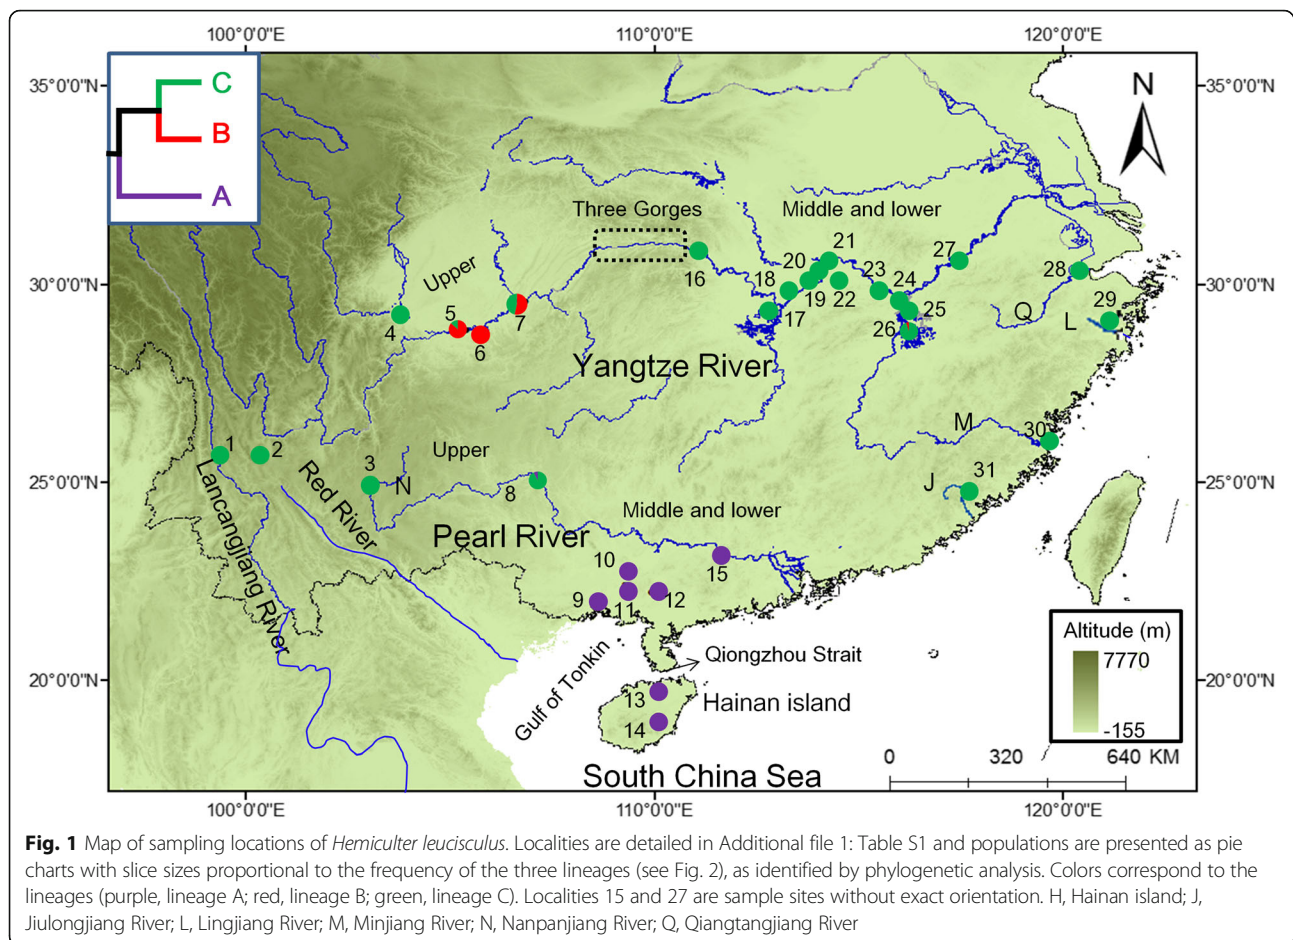 100°0'0"E 110°0'0"E 120°0'0"E
35°0'0"N 35°0'0"N
C
B
A
N
Three Gorges
Middle and lower
Upper
30°0'0"N 30°0'0"N
4
5
6
7
16
17
18
19
20
21
22
23
24
25
26
27
28
29
Q
L
Yangtze River
M
30
J
31
1
2
3
N
Upper
8
25°0'0"N 25°0'0"N
Lancangjiang River
Red River
Pearl River
Middle and lower
9
10
11
12
15
Gulf of Tonkin
Qiongzhou Strait
20°0'0"N 20°0'0"N
13
14
Hainan island
South China Sea
Altitude (m)
7770
-155
0 320 640 KM
100°0'0"E 110°0'0"E 120°0'0"E
Fig. 1 Map of sampling locations of Hemiculter leucisculus. Localities are detailed in Additional file 1: Table S1 and populations are presented as pie
charts with slice sizes proportional to the frequency of the three lineages (see Fig. 2), as identified by phylogenetic analysis. Colors correspond to the
lineages (purple, lineage A; red, lineage B; green, lineage C). Localities 15 and 27 are sample sites without exact orientation. H, Hainan island; J,
Jiulongjiang River; L, Lingjiang River; M, Minjiang River; N, Nanpanjiang River; Q, Qiangtangjiang River